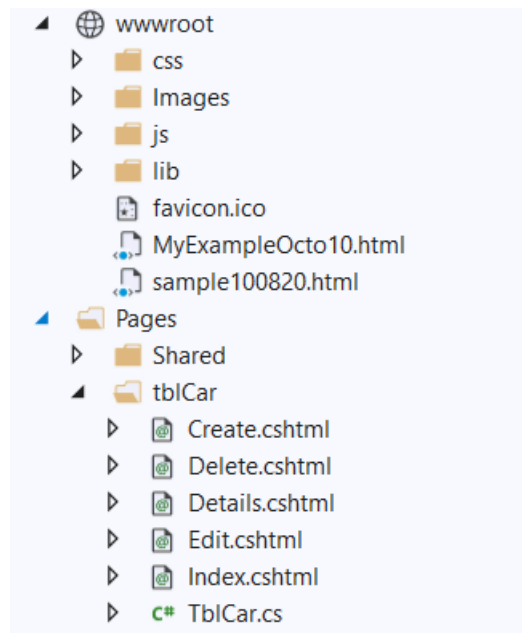 wwwroot
css
Images
js
lib
favicon.ico
MyExampleOcto10.html
sample100820.html
Pages
Shared
tblCar
Create.cshtml
Delete.cshtml
Details.cshtml
Edit.cshtml
Index.cshtml
C# TblCar.cs